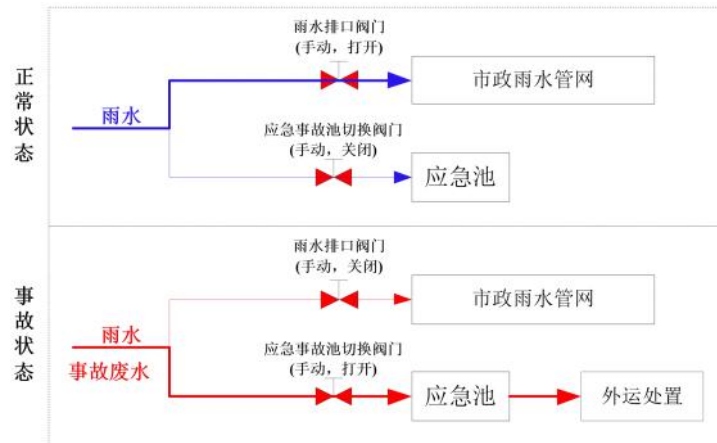 正常状态
雨水排口阀门
(手动，打开)
市政雨水管网
雨水
应急事故池切换阀门
(手动，关闭)
应急池
事故状态
雨水排口阀门
(手动，关闭)
市政雨水管网
雨水
事故废水
应急事故池切换阀门
(手动，打开)
应急池
外运处置